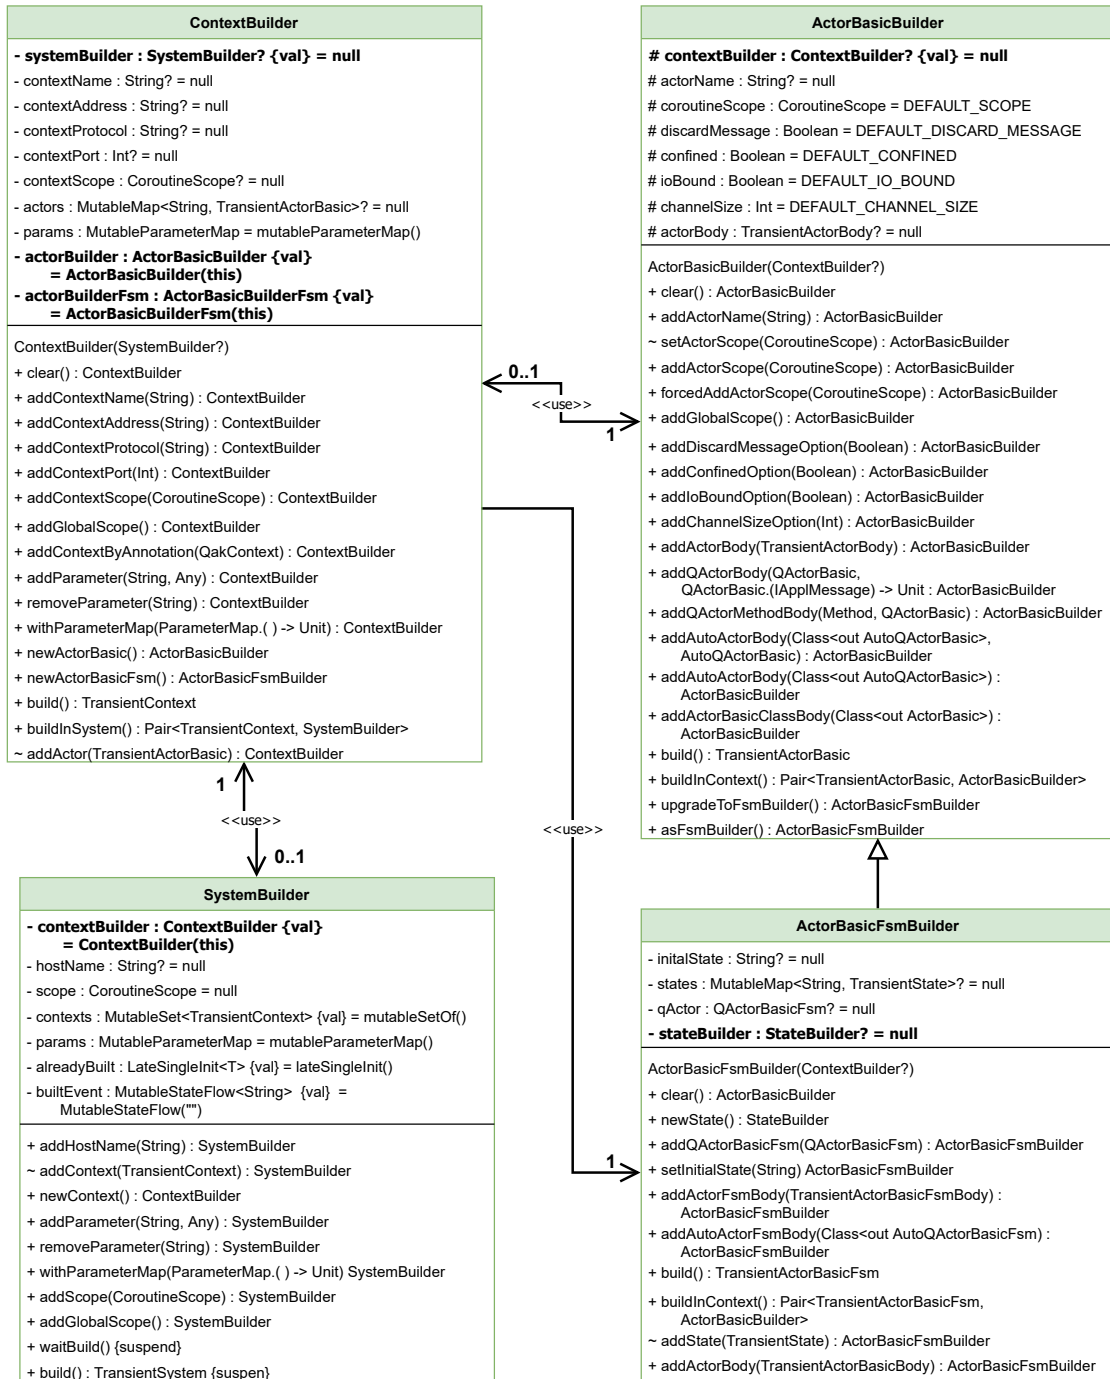 ContextBuilder
- systemBuilder : SystemBuilder? {val} = null
- contextName : String? = null
- contextAddress : String? = null
- contextProtocol : String? = null
- contextPort : Int? = null
- contextScope : CoroutineScope? = null
- actors : MutableMap<String, TransientActorBasic>? = null
- params : MutableParameterMap = mutableParameterMap()
- actorBuilder : ActorBasicBuilder {val}
= ActorBasicBuilder(this)
- actorBuilderFsm : ActorBasicBuilderFsm {val}
= ActorBasicBuilderFsm(this)
ContextBuilder(SystemBuilder?)
+ clear() : ContextBuilder
+ addContextName(String) : ContextBuilder
+ addContextAddress(String) : ContextBuilder
+ addContextProtocol(String) : ContextBuilder
+ addContextPort(Int) : ContextBuilder
+ addContextScope(CoroutineScope) : ContextBuilder
+ addGlobalScope() : ContextBuilder
+ addContextByAnnotation(QakContext) : ContextBuilder
+ addParameter(String, Any) : ContextBuilder
+ removeParameter(String) : ContextBuilder
+ withParameterMap(ParameterMap.( ) -> Unit) : ContextBuilder
+ newActorBasic() : ActorBasicBuilder
+ newActorBasicFsm() : ActorBasicFsmBuilder
+ build() : TransientContext
+ buildInSystem() : Pair<TransientContext, SystemBuilder>
~ addActor(TransientActorBasic) : ContextBuilder
ActorBasicBuilder
# contextBuilder : ContextBuilder? {val} = null
# actorName : String? = null
# coroutineScope : CoroutineScope = DEFAULT_SCOPE
# discardMessage : Boolean = DEFAULT_DISCARD_MESSAGE
# confined : Boolean = DEFAULT_CONFINED
# ioBound : Boolean = DEFAULT_IO_BOUND
# channelSize : Int = DEFAULT_CHANNEL_SIZE
# actorBody : TransientActorBody? = null
ActorBasicBuilder(ContextBuilder?)
+ clear() : ActorBasicBuilder
+ addActorName(String) : ActorBasicBuilder
~ setActorScope(CoroutineScope) : ActorBasicBuilder
+ addActorScope(CoroutineScope) : ActorBasicBuilder
+ forcedAddActorScope(CoroutineScope) : ActorBasicBuilder
+ addGlobalScope() : ActorBasicBuilder
+ addDiscardMessageOption(Boolean) : ActorBasicBuilder
+ addConfinedOption(Boolean) : ActorBasicBuilder
+ addIoBoundOption(Boolean) : ActorBasicBuilder
+ addChannelSizeOption(Int) : ActorBasicBuilder
+ addActorBody(TransientActorBody) : ActorBasicBuilder
+ addQActorBody(QActorBasic,
QActorBasic.(IApplMessage) -> Unit : ActorBasicBuilder
+ addQActorMethodBody(Method, QActorBasic) : ActorBasicBuilder
+ addAutoActorBody(Class<out AutoQActorBasic>,
AutoQActorBasic) : ActorBasicBuilder
+ addAutoActorBody(Class<out AutoQActorBasic>) :
ActorBasicBuilder
+ addActorBasicClassBody(Class<out ActorBasic>) :
ActorBasicBuilder
+ build() : TransientActorBasic
+ buildInContext() : Pair<TransientActorBasic, ActorBasicBuilder>
+ upgradeToFsmBuilder() : ActorBasicFsmBuilder
+ asFsmBuilder() : ActorBasicFsmBuilder
0..1
<<use>>
1
1
<<use>>
0..1
<<use>>
1
SystemBuilder
- contextBuilder : ContextBuilder {val}
= ContextBuilder(this)
- hostName : String? = null
- scope : CoroutineScope = null
- contexts : MutableSet<TransientContext> {val} = mutableSetOf()
- params : MutableParameterMap = mutableParameterMap()
- alreadyBuilt : LateSingleInit<T> {val} = lateSingleInit()
- builtEvent : MutableStateFlow<String> {val} =
MutableStateFlow("")
+ addHostName(String) : SystemBuilder
~ addContext(TransientContext) : SystemBuilder
+ newContext() : ContextBuilder
+ addParameter(String, Any) : SystemBuilder
+ removeParameter(String) : SystemBuilder
+ withParameterMap(ParameterMap.( ) -> Unit) SystemBuilder
+ addScope(CoroutineScope) : SystemBuilder
+ addGlobalScope() : SystemBuilder
+ waitBuild() {suspend}
+ build() : TransientSystem {suspen}
ActorBasicFsmBuilder
- initalState : String? = null
- states : MutableMap<String, TransientState>? = null
- qActor : QActorBasicFsm? = null
- stateBuilder : StateBuilder? = null
ActorBasicFsmBuilder(ContextBuilder?)
+ clear() : ActorBasicBuilder
+ newState() : StateBuilder
+ addQActorBasicFsm(QActorBasicFsm) : ActorBasicFsmBuilder
+ setInitialState(String) ActorBasicFsmBuilder
+ addActorFsmBody(TransientActorBasicFsmBody) :
ActorBasicFsmBuilder
+ addAutoActorFsmBody(Class<out AutoQActorBasicFsm) :
ActorBasicFsmBuilder
+ build() : TransientActorBasicFsm
+ buildInContext() : Pair<TransientActorBasicFsm,
ActorBasicBuilder>
~ addState(TransientState) : ActorBasicFsmBuilder
+ addActorBody(TransientActorBasicBody) : ActorBasicFsmBuilder